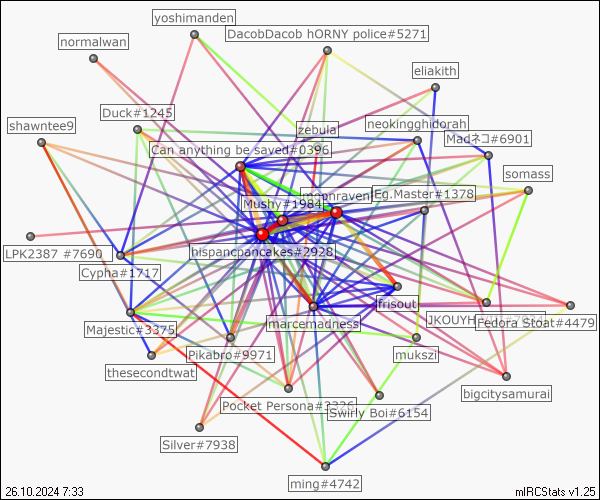 yoshimanden
DacobDacob hORNY police#5271
normalwan
eliakith
Duck#1245
shawntee9
zebula
neokingghidorah
MadネコJ#6901
Can anything be saved#0396
somass
Mushy#1984
Eg.Master#1378
LPK2387 #7690
hispancpancakes#2928
Cypha#1717
frisout
Majestic#3375
marcemadness
Fedora Stoat#4479
Pikabro#9971
mukszi
thesecondtwat
bigcitysamurai
Pocket Persona#3326
Swirly Boi#6154
Silver#7938
ming#4742
26.10.2024 7:33
mIRCStats v1.25